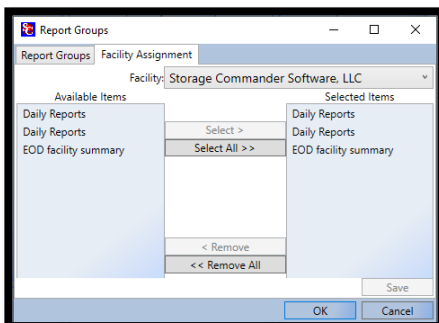 SC Report Groups
Report Groups Facility Assignment
Facility: Storage Commander Software, LLC
Available Items
Daily Reports
Daily Reports
EOD facility summary
Select >
Select All >>
< Remove
<< Remove All
Selected Items
Daily Reports
Daily Reports
EOD facility summary
Save
OK Cancel